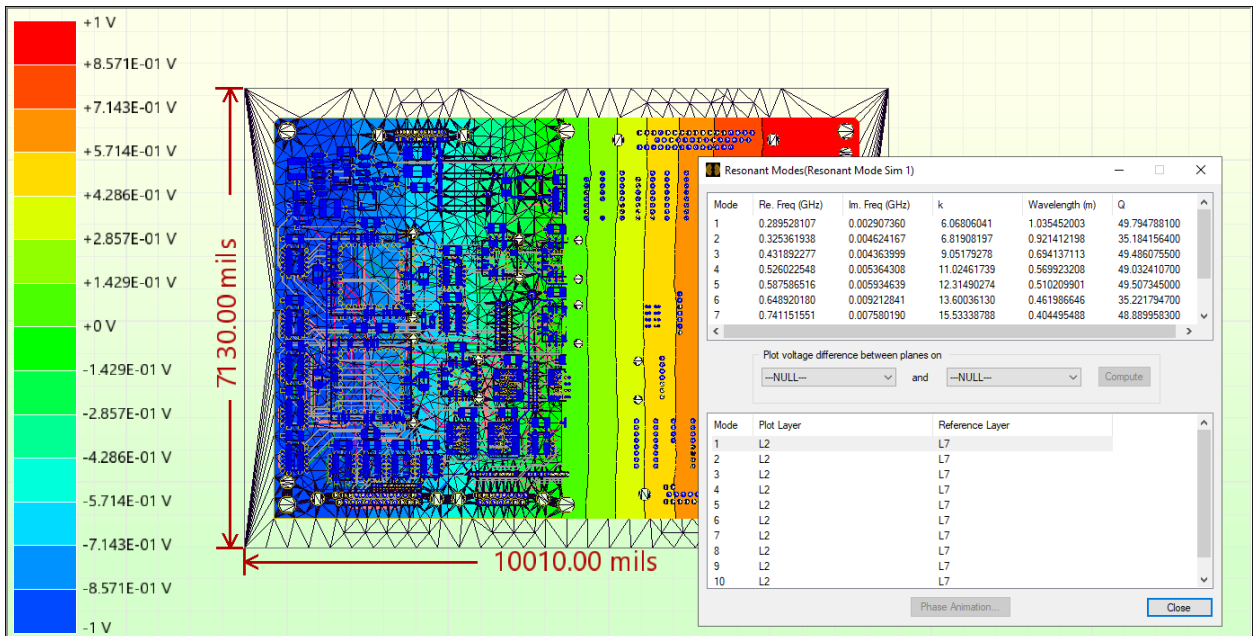 +1 V
+8.571E-01 V
+7.143E-01 V
+5.714E-01 V
+4.286E-01 V
+2.857E-01 V
+1.429E-01 V
+0 V
-1.429E-01 V
-2.857E-01 V
-4.286E-01 V
-5.714E-01 V
-7.143E-01 V
-8.571E-01 V
-1 V
7130.00 mils
10010.00 mils
Resonant Modes(Resonant Mode Sim 1)
Mode Re. Freq (GHz) Im. Freq (GHz) k Wavelength (m) Q
1 0.289528107 0.002907360 6.06806041 1.035452003 49.794788100
2 0.325361938 0.004624167 6.81908197 0.921412198 35.184156400
3 0.431892277 0.004363999 9.05179278 0.694137113 49.486075500
4 0.526022548 0.005364308 11.02461739 0.569923208 49.032410700
5 0.587586516 0.005934639 12.31490274 0.510209901 49.507345000
6 0.648920180 0.009212841 13.60036130 0.461986646 35.221794700
7 0.741151551 0.007580190 15.53338788 0.404495488 48.889958300
Plot voltage difference between planes on
---NULL--- and ---NULL--- Compute
Mode Plot Layer Reference Layer
1 L2 L7
2 L2 L7
3 L2 L7
4 L2 L7
5 L2 L7
6 L2 L7
7 L2 L7
8 L2 L7
9 L2 L7
10 L2 L7
Phase Animation...
Close